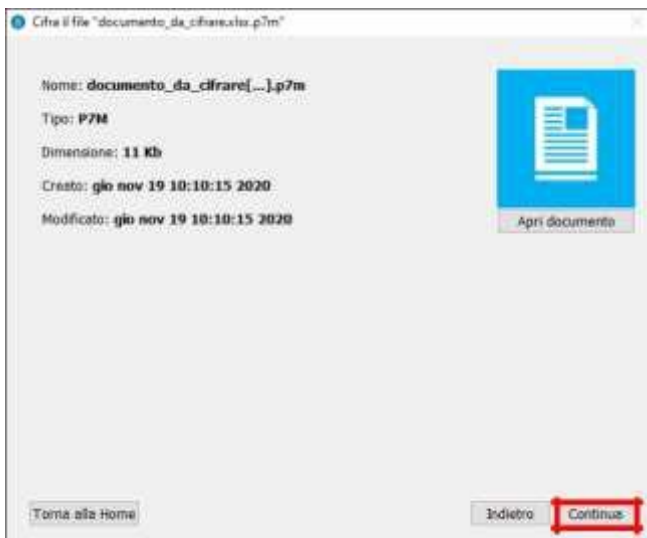 Cifra il file "documento_da_cifrare.xlsx.p7m"
Nome: documento_da_cifrare[...].p7m
Tipo: P7M
Dimensione: 11 Kb
Creato: gio nov 19 10:10:15 2020
Modificato: gio nov 19 10:10:15 2020
Apri documento
Torna alla Home
Indietro
Continua